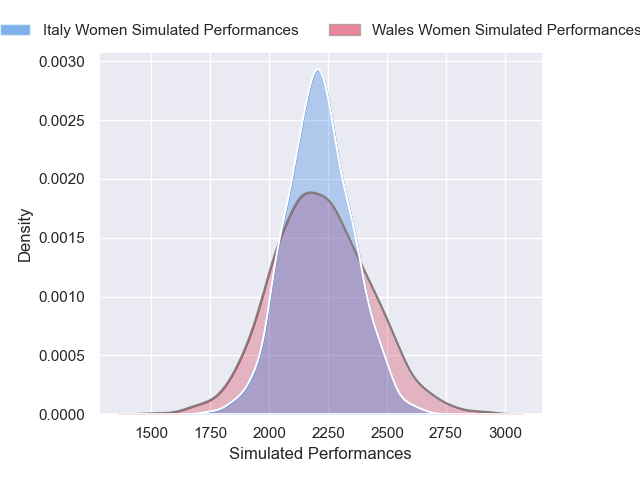 Italy Women Simulated Performances Wales Women Simulated Performances
0.0030
0.0025
0.0020
0.0015
0.0010
0.0005
0.0000
Density
1500 1750 2000 2250 2500 2750 3000
Simulated Performances